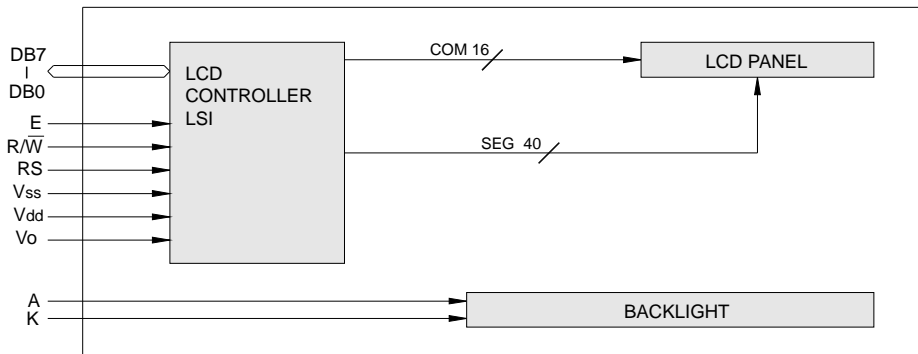 DB7
DB0
E
R/W̅
RS
Vss
Vdd
Vo
A
K
LCD
CONTROLLER
LSI
COM 16
SEG 40
LCD PANEL
BACKLIGHT